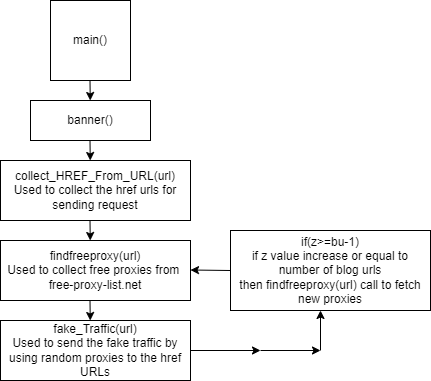 main()
banner()
collect_HREF_From_URL(url)
Used to collect the href urls for
sending request
findfreeproxy(url)
Used to collect free proxies from
free-proxy-list.net
if(z>=bu-1)
if z value increase or equal to
number of blog urls
then findfreeproxy(url) call to fetch
new proxies
fake_Traffic(url)
Used to send the fake traffic by
using random proxies to the href
URLs